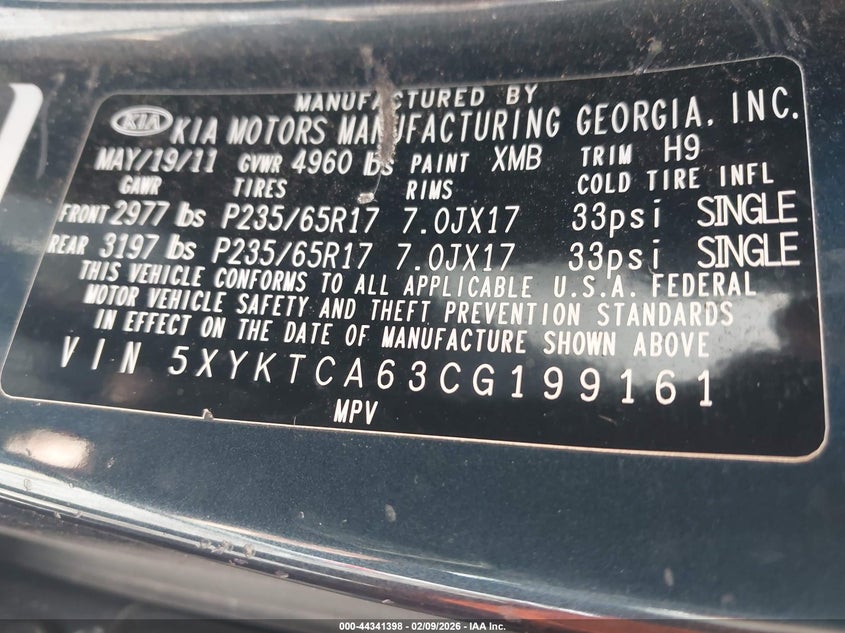 MANUFACTURED BY
KIA KIA MOTORS MANUFACTURING GEORGIA, INC.
MAY/19/11 GVWR 4960 lbs PAINT XMB TRIM H9
GAWR TIRES RIMS COLD TIRE INFL
FRONT 2977 lbs P235/65R17 7.0JX17 33psi SINGLE
REAR 3197 lbs P235/65R17 7.0JX17 33psi SINGLE
THIS VEHICLE CONFORMS TO ALL APPLICABLE U.S.A. FEDERAL
MOTOR VEHICLE SAFETY AND THEFT PREVENTION STANDARDS
IN EFFECT ON THE DATE OF MANUFACTURE SHOWN ABOVE
VIN 5XYKTCA63CG199161
MPV
000-44341398 - 02/09/2026 - IAA Inc.